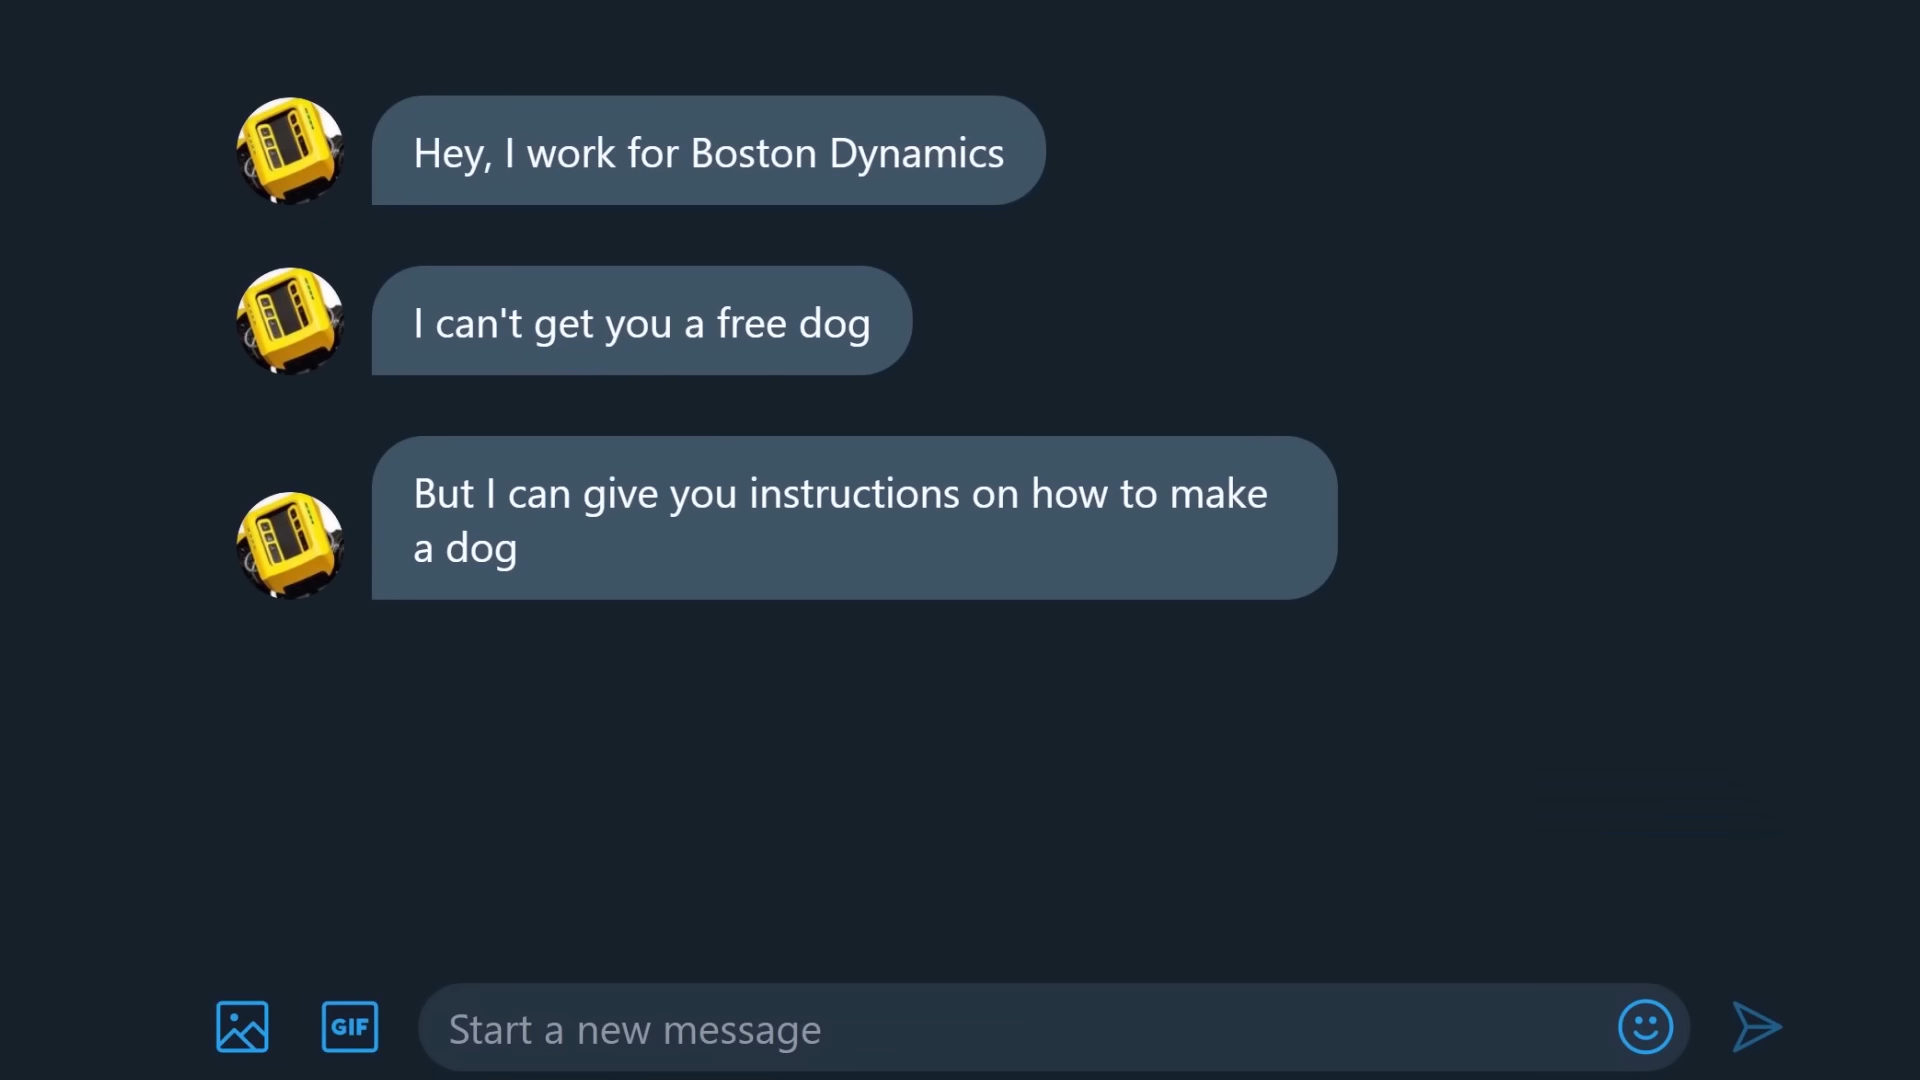 Hey, I work for Boston Dynamics
I can't get you a free dog
But I can give you instructions on how to make
a dog
GIF
Start a new message